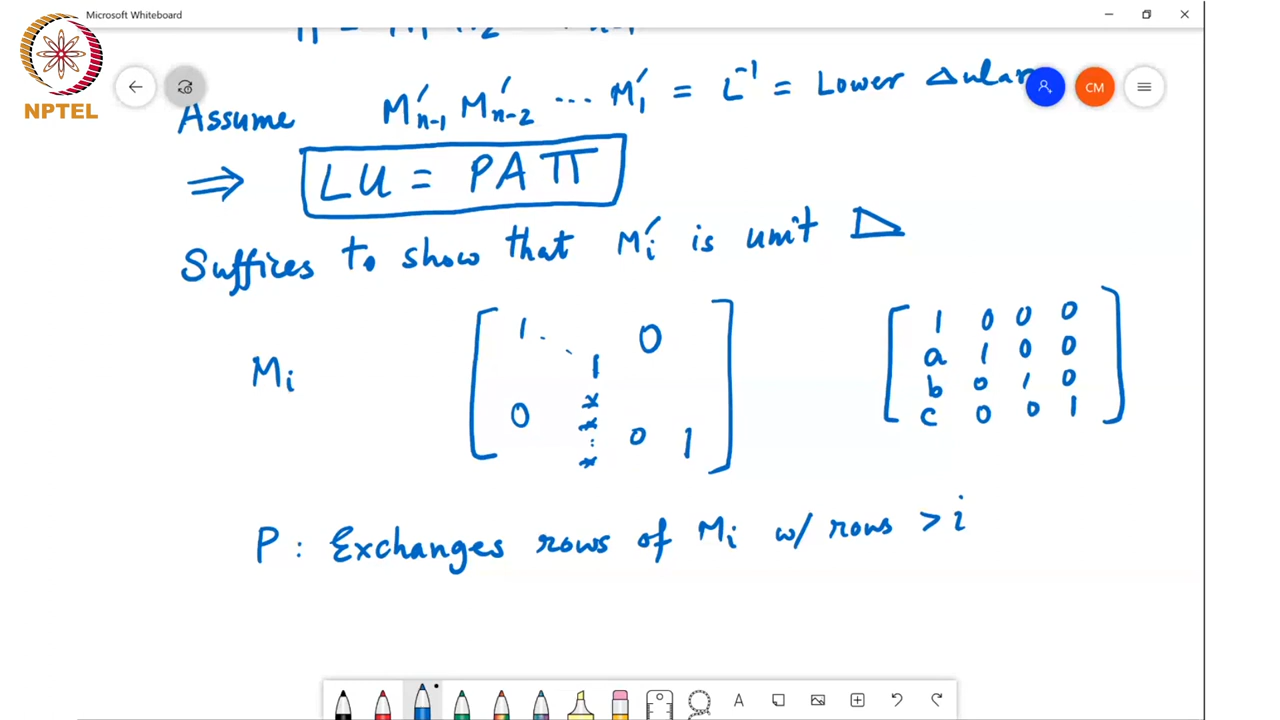 Microsoft Whiteboard
NPTEL
CM
Assume M'n-1 M'n-2 ... M'1 = L⁻¹ = Lower Δular
⇒ LU = PAΠ
Suffices to show that M'i is unit ◺
Mi
1 ⋱ 0
1
0 x
x
⋮ 0 1
x
1 0 0 0
a 1 0 0
b 0 1 0
c 0 0 1
P : Exchanges rows of Mi w/ rows > i